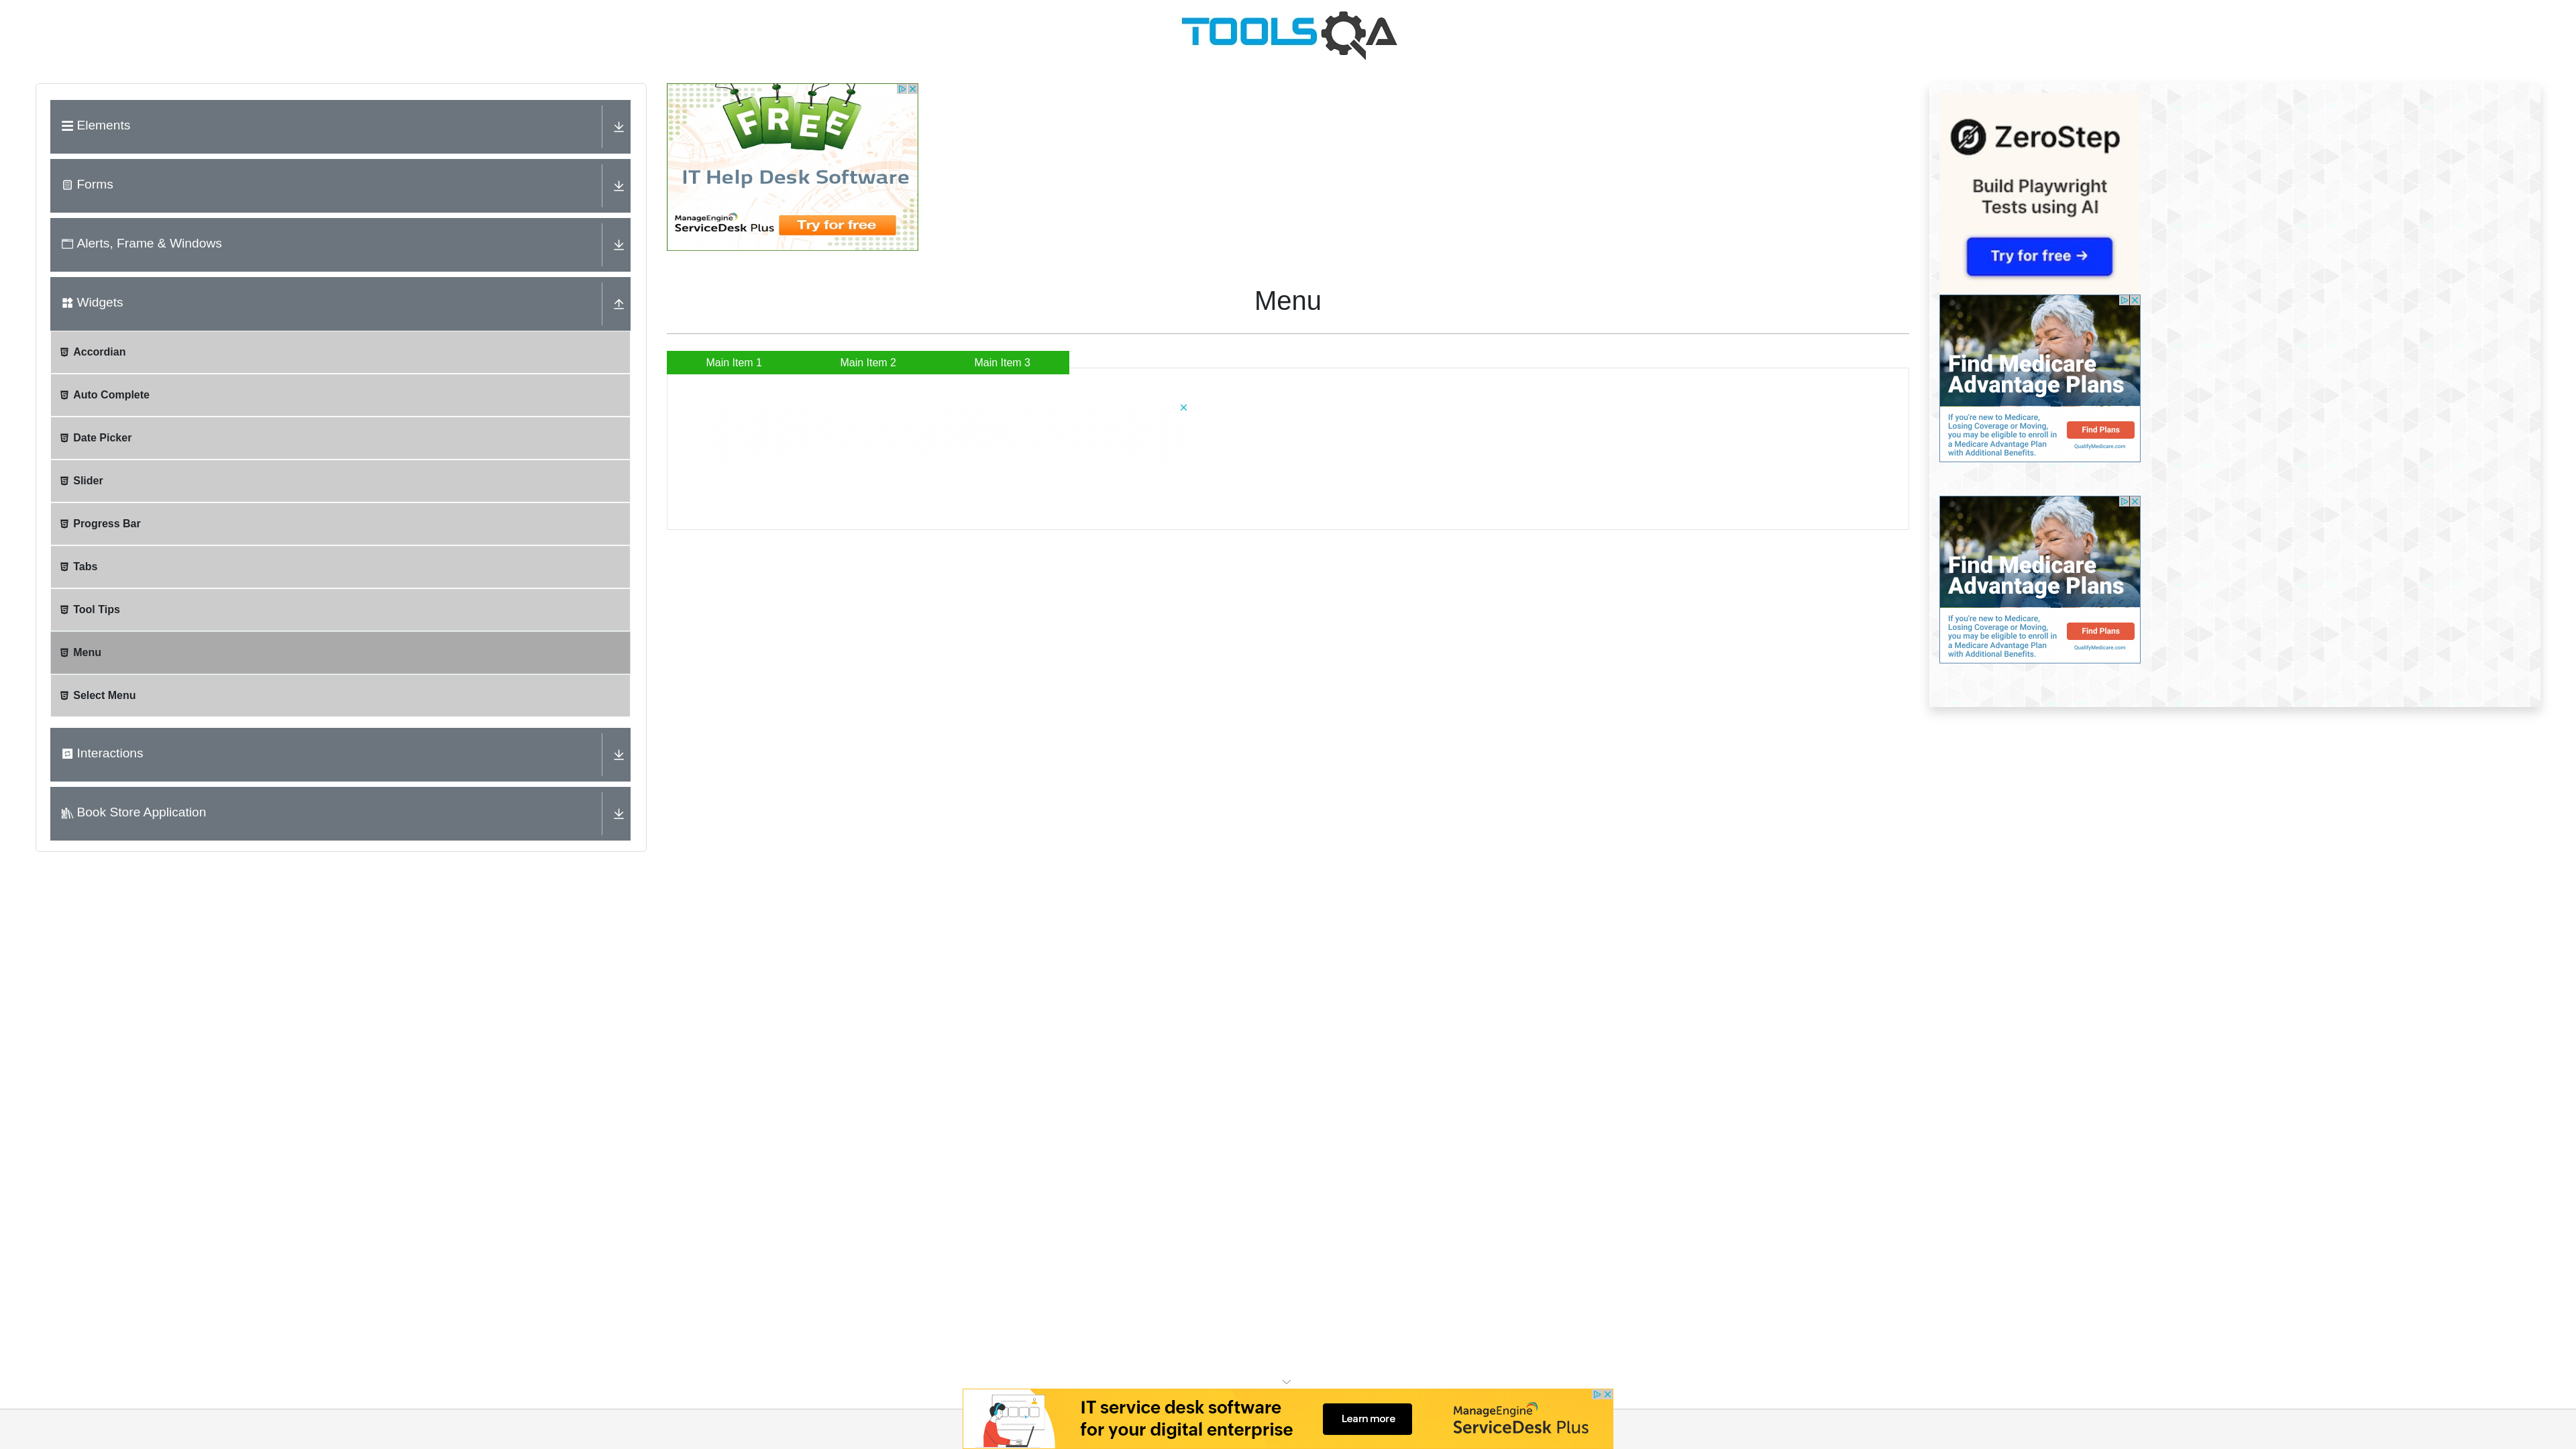 TOOLSQA
Elements
Forms
Alerts, Frame & Windows
Widgets
Accordian
Auto Complete
Date Picker
Slider
Progress Bar
Tabs
Tool Tips
Menu
Select Menu
Interactions
Book Store Application
FREE
IT Help Desk Software
ManageEngine
ServiceDesk Plus
Try for free
Menu
Main Item 1
Main Item 2
Main Item 3
ZeroStep
Build Playwright
Tests using AI
Try for free →
Find Medicare
Advantage Plans
If you're new to Medicare,
Losing Coverage or Moving,
you may be eligible to enroll in
a Medicare Advantage Plan
with Additional Benefits.
Find Plans
QualifyMedicare.com
Find Medicare
Advantage Plans
If you're new to Medicare,
Losing Coverage or Moving,
you may be eligible to enroll in
a Medicare Advantage Plan
with Additional Benefits.
Find Plans
QualifyMedicare.com
IT service desk software
for your digital enterprise
Learn more
ManageEngine
ServiceDesk Plus